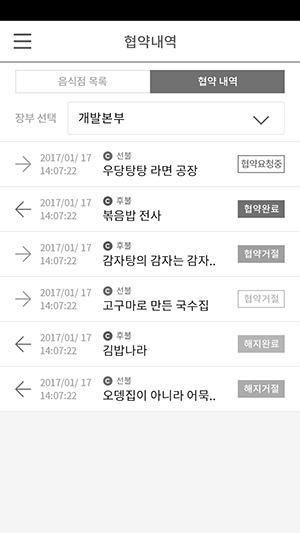 협약내역
음식점 목록
협약 내역
장부 선택
개발본부
2017/01/ 17
14:07:22
C 선불
우당탕탕 라면 공장
협약요청중
2017/01/ 17
14:07:22
C 후불
볶음밥 전사
협약완료
2017/01/ 17
14:07:22
C 후불
감자탕의 감자는 감자..
협약거절
2017/01/ 17
14:07:22
C 선불
고구마로 만든 국수집
협약거절
2017/01/ 17
14:07:22
C 후불
김밥나라
해지완료
2017/01/ 17
14:07:22
C 선불
오뎅집이 아니라 어묵..
해지거절